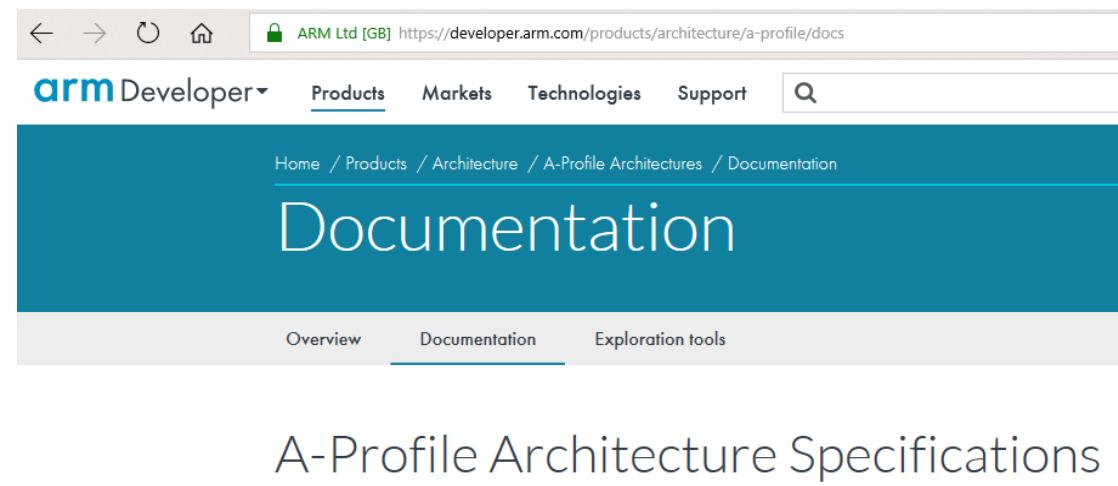 ARM Ltd [GB] https://developer.arm.com/products/architecture/a-profile/docs
arm Developer Products Markets Technologies Support
Home / Products / Architecture / A-Profile Architectures / Documentation
Documentation
Overview Documentation Exploration tools
A-Profile Architecture Specifications